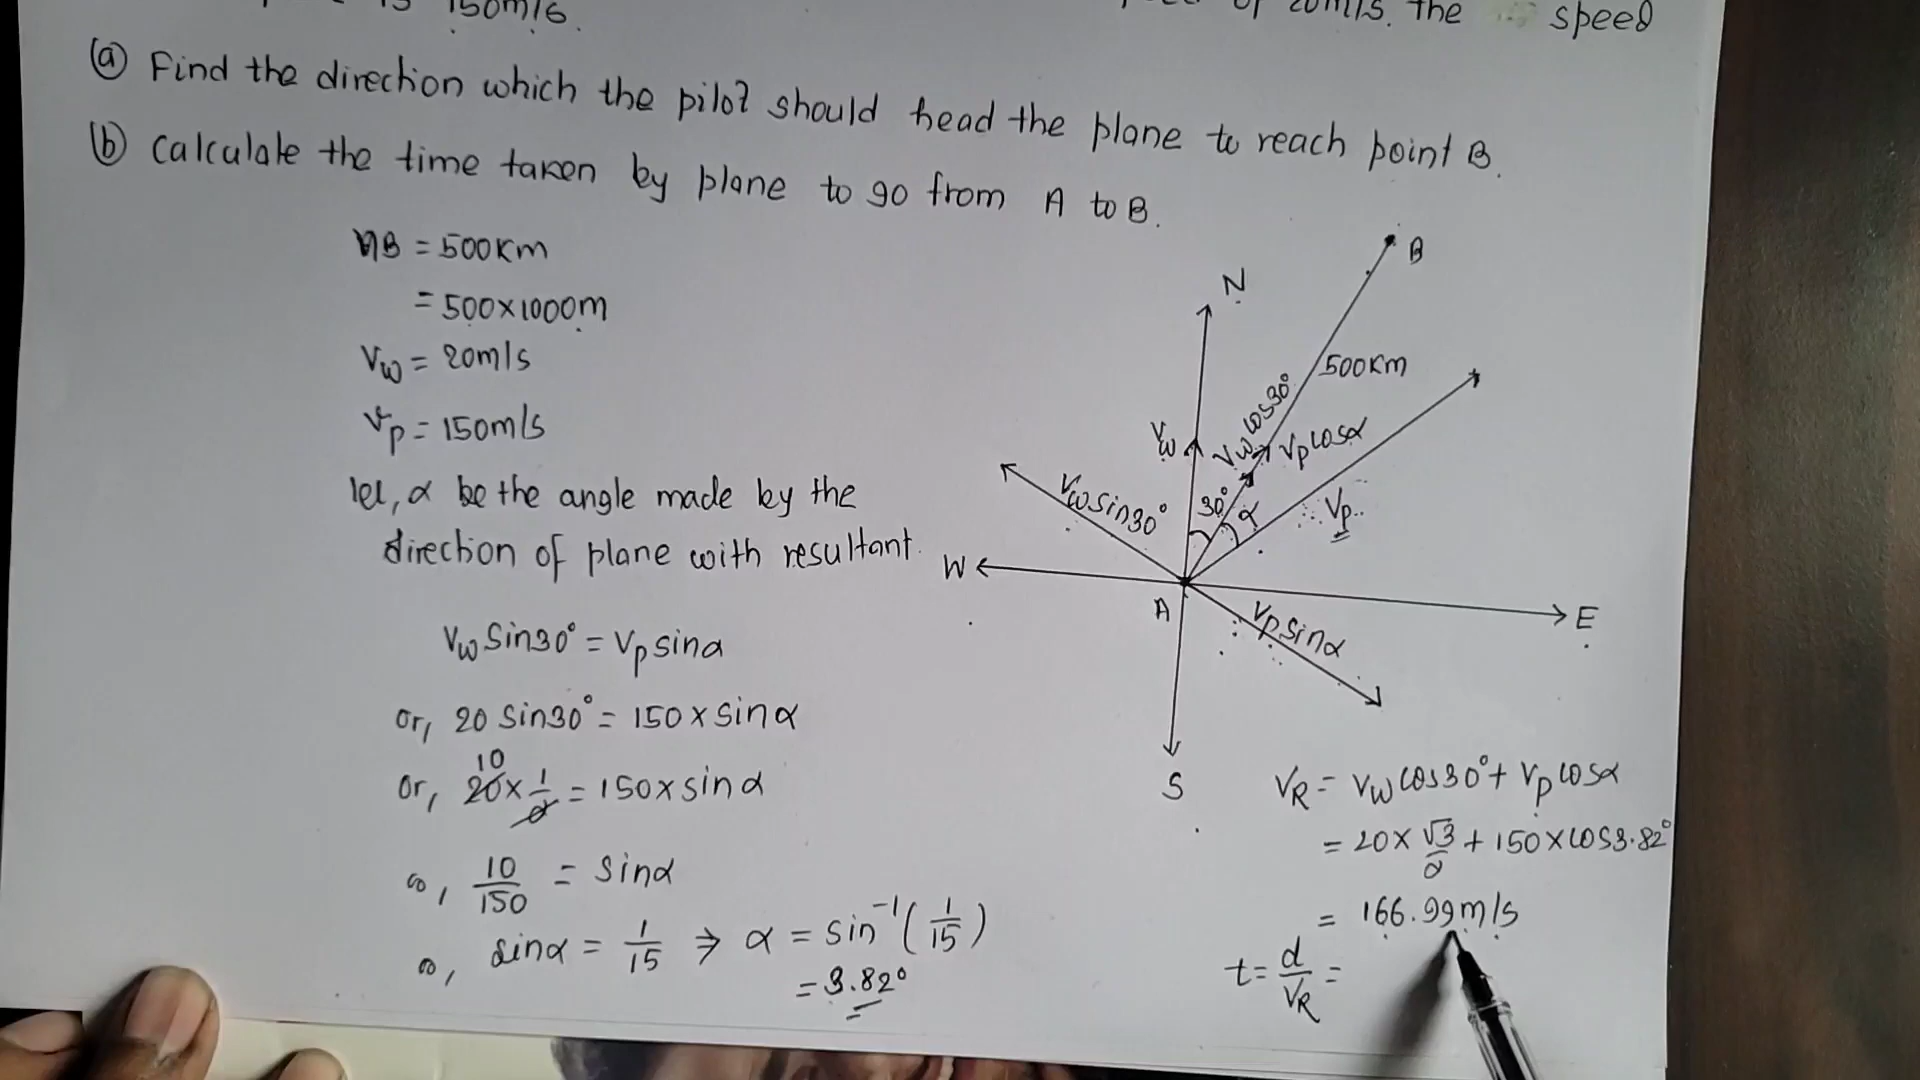 150m/s.
of 20m/s. The speed
(a) Find the direction which the pilot should head the plane to reach point B.
(b) Calculate the time taken by plane to go from A to B.
AB = 500km
= 500×1000m
Vw = 20m/s
Vp = 150m/s
let, α be the angle made by the
direction of plane with resultant.
Vw Sin30° = Vp sinα
or, 20 Sin30° = 150 × sinα
10
or, 20 × 1/2 = 150 × sinα
or, 10/150 = sinα
or, sinα = 1/15 ⇒ α = sin⁻¹(1/15)
= 3.82°
N
B
500km
Vw cos30°
Vw
Vp cosα
Vw sin30°
30°
α
Vp
W
A
E
Vp sinα
S
VR = Vw cos30° + Vp cosα
= 20 × √3/2 + 150 × cos3.82°
= 166.99m/s
t = d/VR =